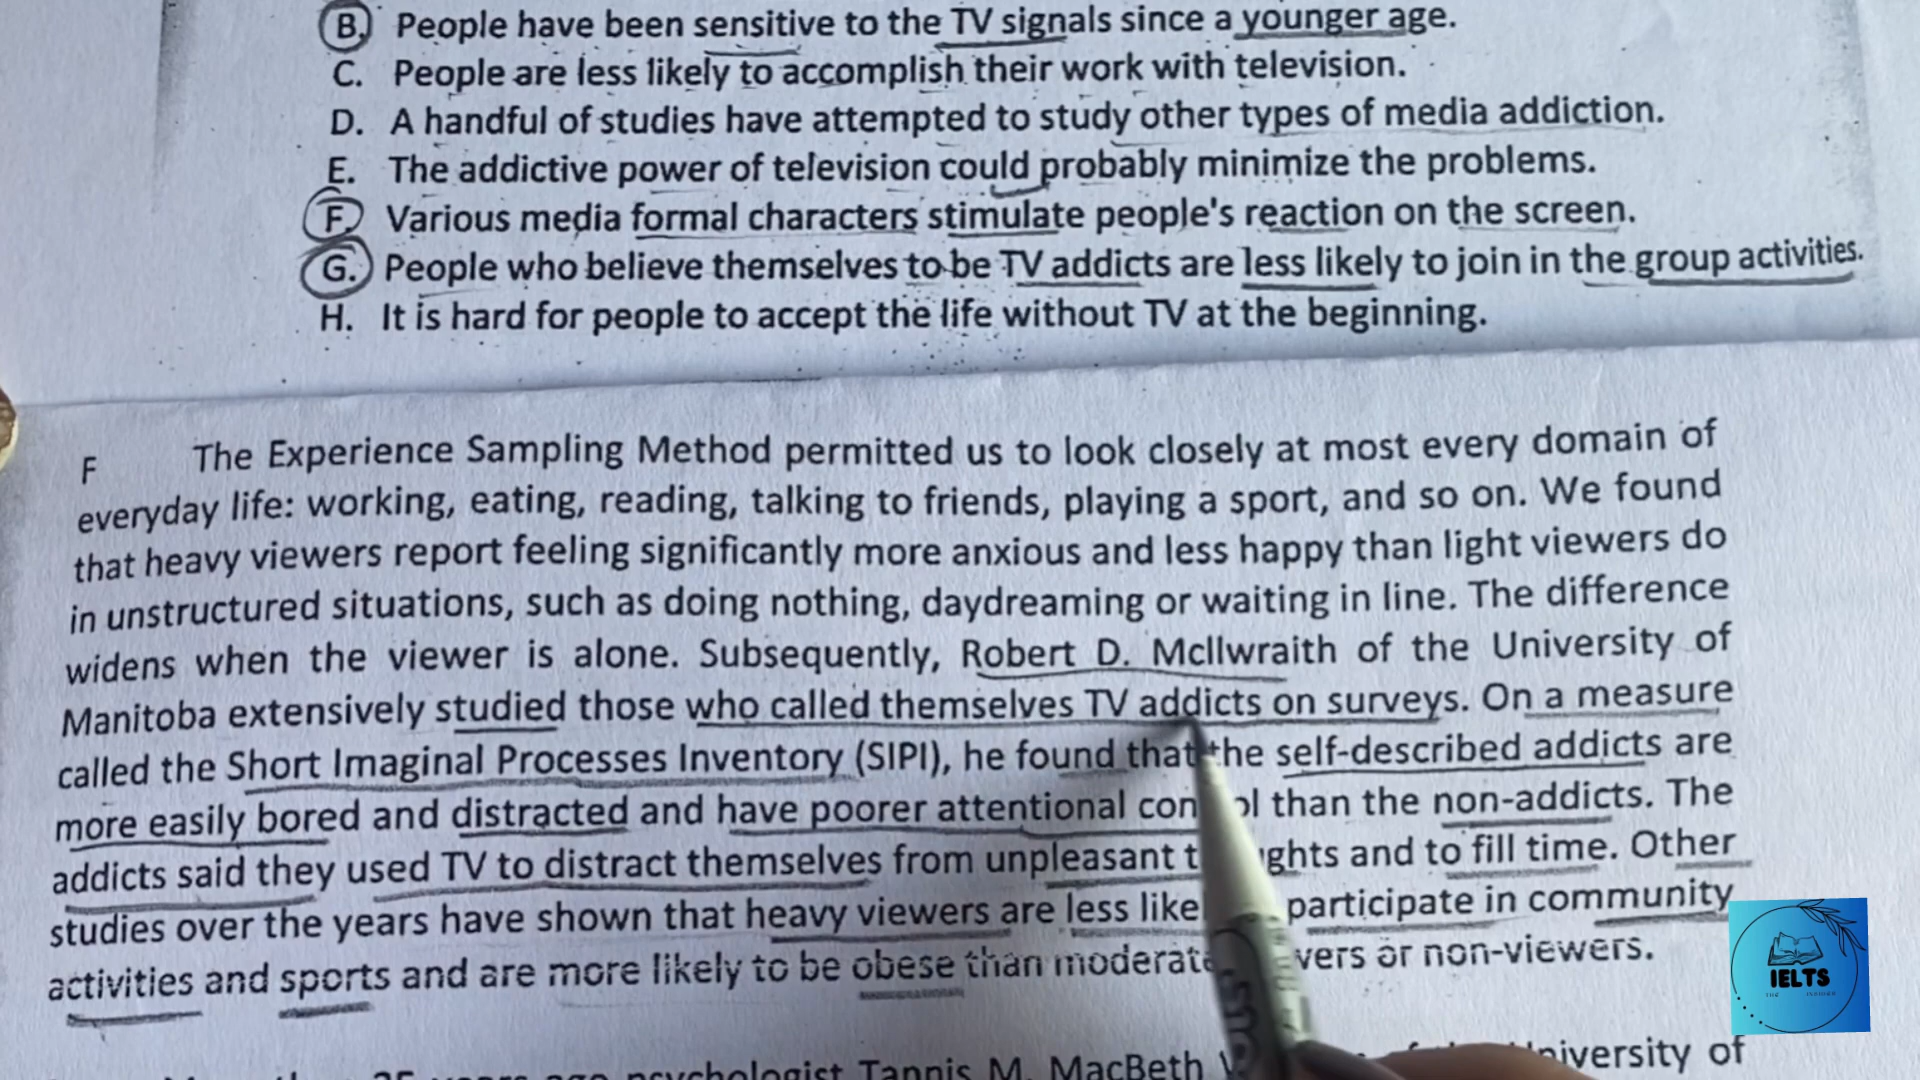 B. People have been sensitive to the TV signals since a younger age.
C. People are less likely to accomplish their work with television.
D. A handful of studies have attempted to study other types of media addiction.
E. The addictive power of television could probably minimize the problems.
F. Various media formal characters stimulate people's reaction on the screen.
G. People who believe themselves to be TV addicts are less likely to join in the group activities.
H. It is hard for people to accept the life without TV at the beginning.
F The Experience Sampling Method permitted us to look closely at most every domain of
everyday life: working, eating, reading, talking to friends, playing a sport, and so on. We found
that heavy viewers report feeling significantly more anxious and less happy than light viewers do
in unstructured situations, such as doing nothing, daydreaming or waiting in line. The difference
widens when the viewer is alone. Subsequently, Robert D. McIlwraith of the University of
Manitoba extensively studied those who called themselves TV addicts on surveys. On a measure
called the Short Imaginal Processes Inventory (SIPI), he found that the self-described addicts are
more easily bored and distracted and have poorer attentional than the non-addicts. The
addicts said they used TV to distract themselves from unpleasant and to fill time. Other
studies over the years have shown that heavy viewers are less participate in community
activities and sports and are more likely to be obese than or non-viewers.
years ago psychologist Tannis M. MacBeth University of
IELTS